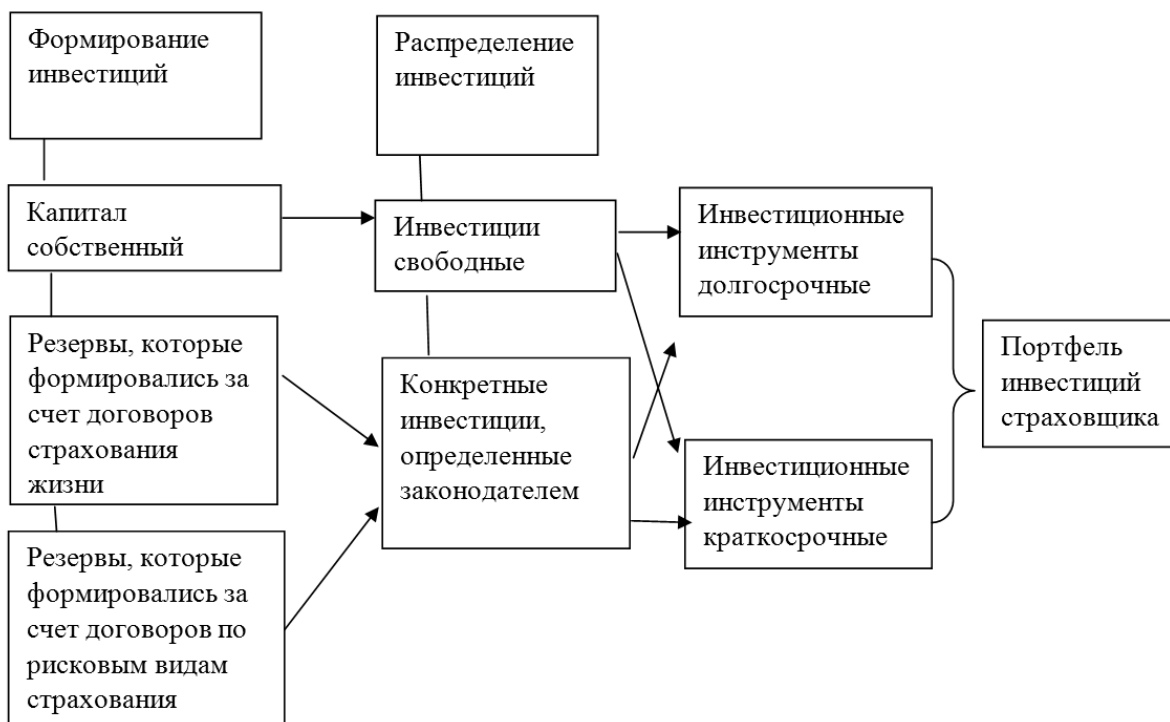 Формирование
инвестиций
Распределение
инвестиций
Капитал
собственный
Инвестиции
свободные
Инвестиционные
инструменты
долгосрочные
Резервы, которые
формировались за
счет договоров
страхования
жизни
Конкретные
инвестиции,
определенные
законодателем
Портфель
инвестиций
страховщика
Инвестиционные
инструменты
краткосрочные
Резервы, которые
формировались за
счет договоров по
рисковым видам
страхования